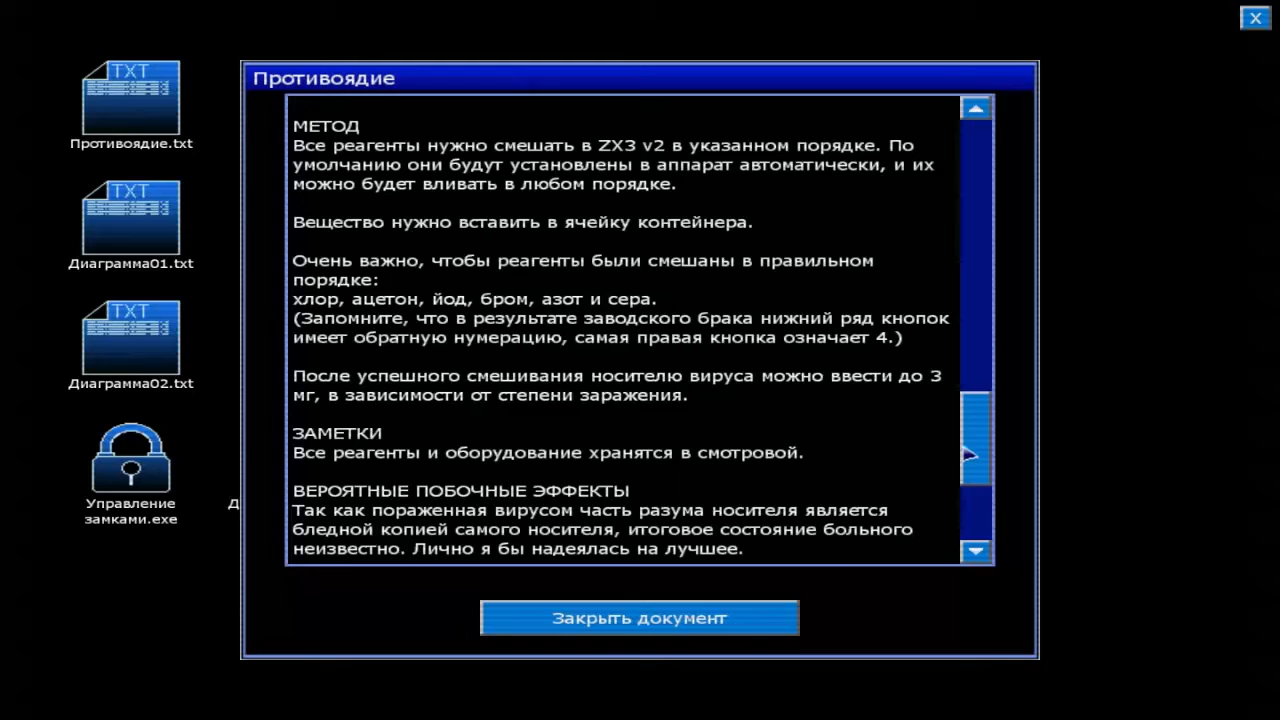 X
TXT
Противоядие.txt
TXT
Диаграмма01.txt
TXT
Диаграмма02.txt
Управление
замками.exe
Д
Противоядие
МЕТОД
Все реагенты нужно смешать в ZX3 v2 в указанном порядке. По
умолчанию они будут установлены в аппарат автоматически, и их
можно будет вливать в любом порядке.
Вещество нужно вставить в ячейку контейнера.
Очень важно, чтобы реагенты были смешаны в правильном
порядке:
хлор, ацетон, йод, бром, азот и сера.
(Запомните, что в результате заводского брака нижний ряд кнопок
имеет обратную нумерацию, самая правая кнопка означает 4.)
После успешного смешивания носителю вируса можно ввести до 3
мг, в зависимости от степени заражения.
ЗАМЕТКИ
Все реагенты и оборудование хранятся в смотровой.
ВЕРОЯТНЫЕ ПОБОЧНЫЕ ЭФФЕКТЫ
Так как пораженная вирусом часть разума носителя является
бледной копией самого носителя, итоговое состояние больного
неизвестно. Лично я бы надеялась на лучшее.
Закрыть документ